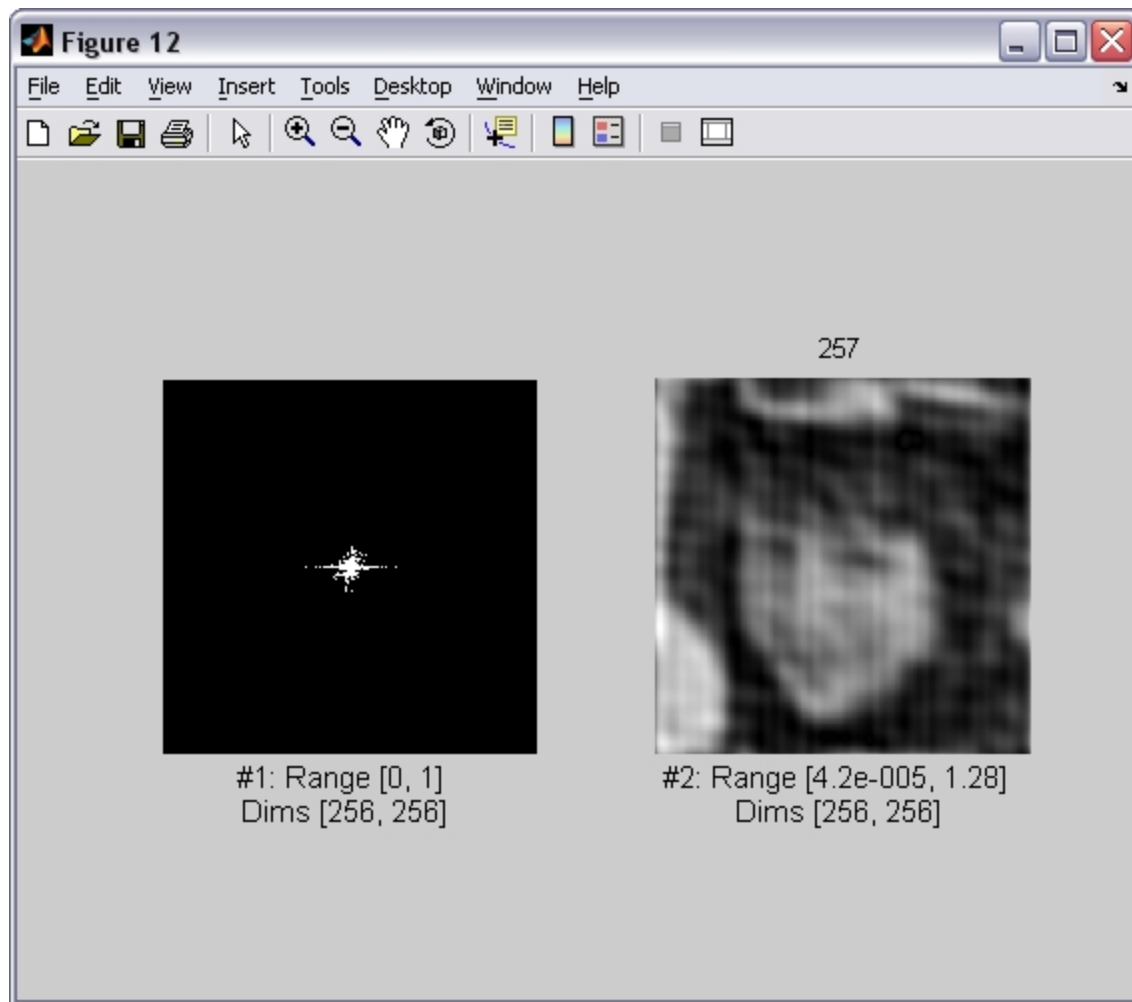 Figure 12
File Edit View Insert Tools Desktop Window Help
257
#1: Range [0, 1]
Dims [256, 256]
#2: Range [4.2e-005, 1.28]
Dims [256, 256]